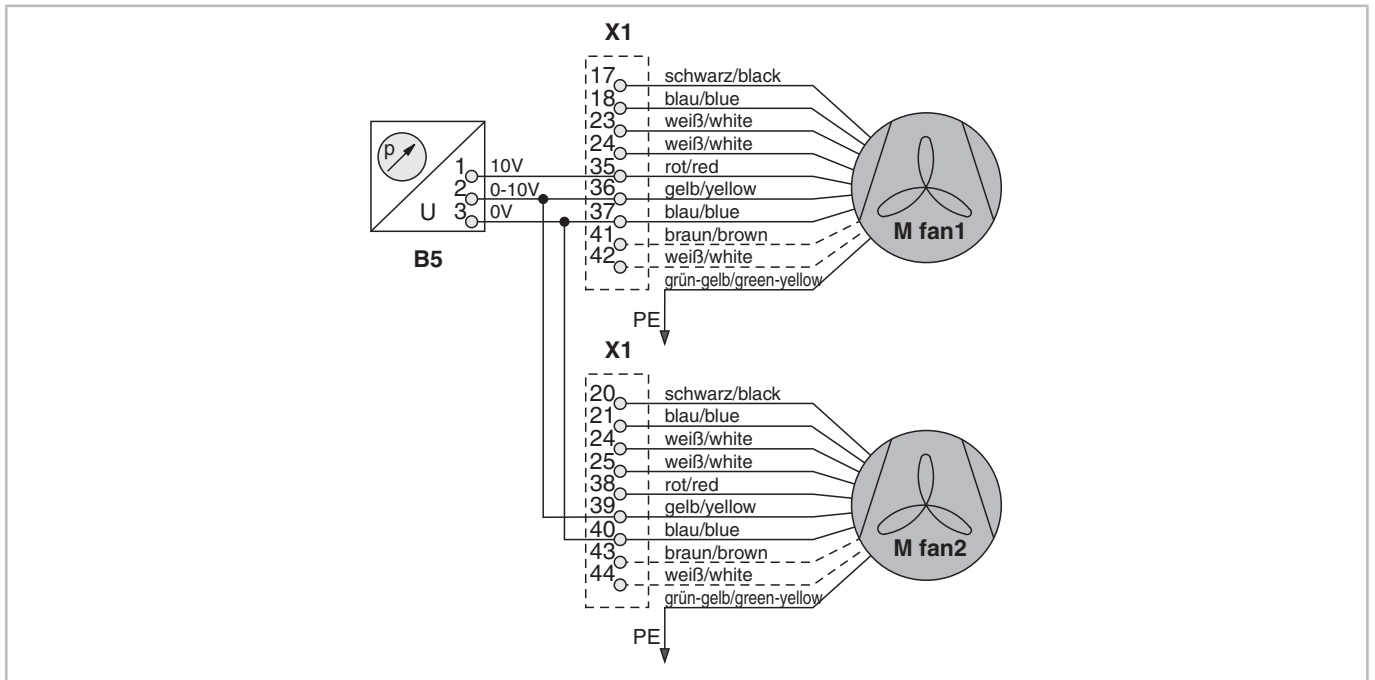 X1
17 schwarz/black
18 blau/blue
23 weiß/white
24 weiß/white
p
1 10V 35 rot/red
2 0-10V 36 gelb/yellow
U 3 0V 37 blau/blue
M fan1
41 braun/brown
B5
42 weiß/white
grün-gelb/green-yellow
PE
X1
20 schwarz/black
21 blau/blue
24 weiß/white
25 weiß/white
38 rot/red
39 gelb/yellow
40 blau/blue
M fan2
43 braun/brown
44 weiß/white
grün-gelb/green-yellow
PE